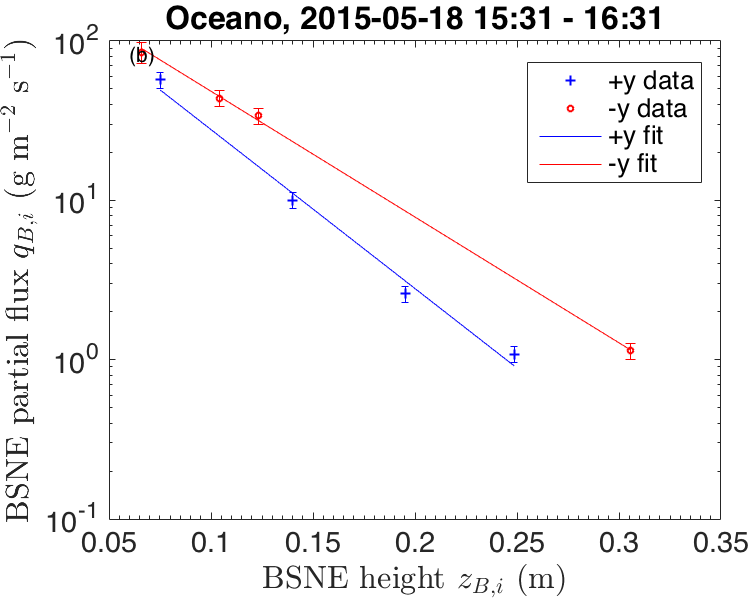 Oceano, 2015-05-18 15:31 - 16:31
BSNE partial flux q_{B,i} (g m^{-2} s^{-1})
10^2
10^1
10^0
10^{-1}
(b)
+y data
-y data
+y fit
-y fit
0.05 0.1 0.15 0.2 0.25 0.3 0.35
BSNE height z_{B,i} (m)